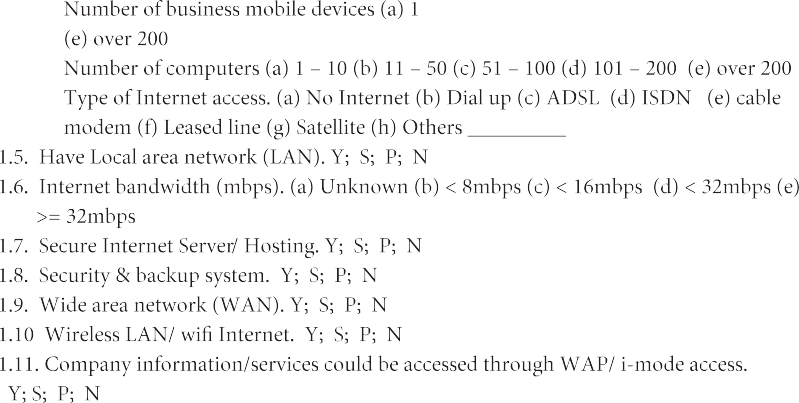 Number of business mobile devices (a) 1
(e) over 200
Number of computers (a) 1 – 10 (b) 11 – 50 (c) 51 – 100 (d) 101 – 200 (e) over 200
Type of Internet access. (a) No Internet (b) Dial up (c) ADSL (d) ISDN (e) cable
modem (f) Leased line (g) Satellite (h) Others __________
1.5. Have Local area network (LAN). Y; S; P; N
1.6. Internet bandwidth (mbps). (a) Unknown (b) < 8mbps (c) < 16mbps (d) < 32mbps (e)
>= 32mbps
1.7. Secure Internet Server/ Hosting. Y; S; P; N
1.8. Security & backup system. Y; S; P; N
1.9. Wide area network (WAN). Y; S; P; N
1.10 Wireless LAN/ wifi Internet. Y; S; P; N
1.11. Company information/services could be accessed through WAP/ i-mode access.
Y; S; P; N